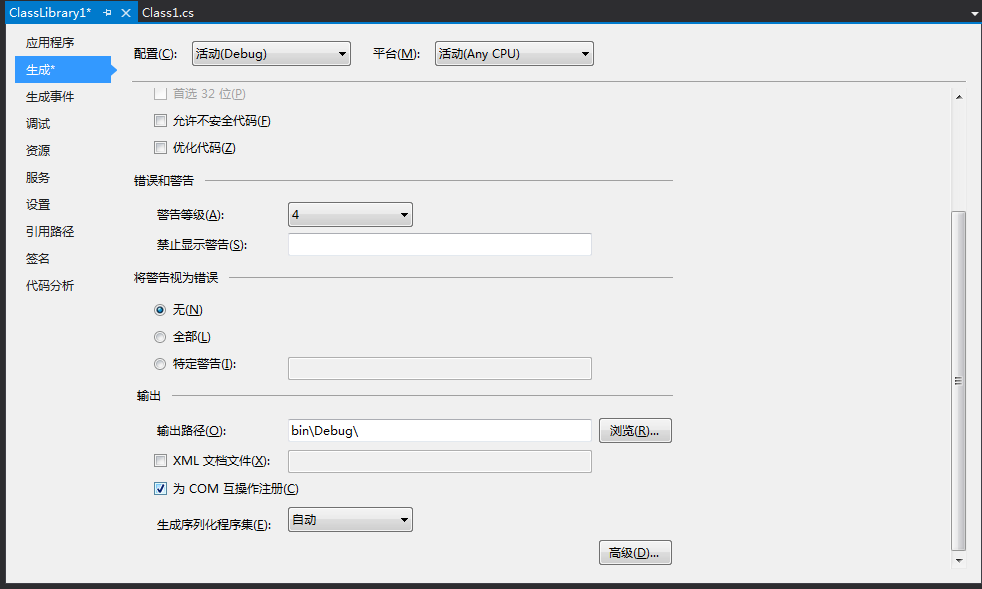 ClassLibrary1* Class1.cs
应用程序
生成*
生成事件
调试
资源
服务
设置
引用路径
签名
代码分析
配置(C): 活动(Debug) 平台(M): 活动(Any CPU)
首选 32 位(P)
允许不安全代码(F)
优化代码(Z)
错误和警告
警告等级(A): 4
禁止显示警告(S):
将警告视为错误
无(N)
全部(L)
特定警告(I):
输出
输出路径(O): bin\Debug\ 浏览(R)...
XML 文档文件(X):
为 COM 互操作注册(C)
生成序列化程序集(E): 自动
高级(D)...